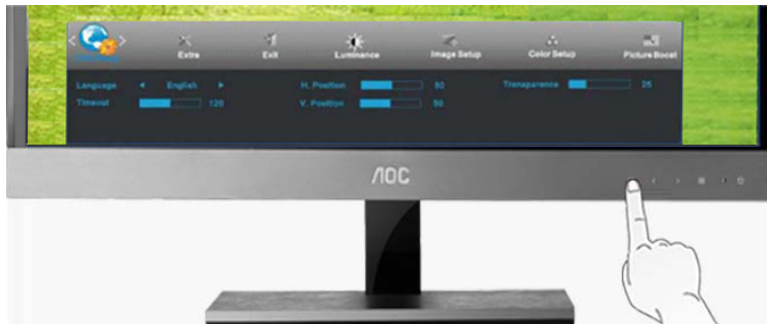 Extra Exit Luminance Image Setup Color Setup Picture Boost
Language English H. Position 50 Transparence 25
Timeout 120 V. Position 50
AOC